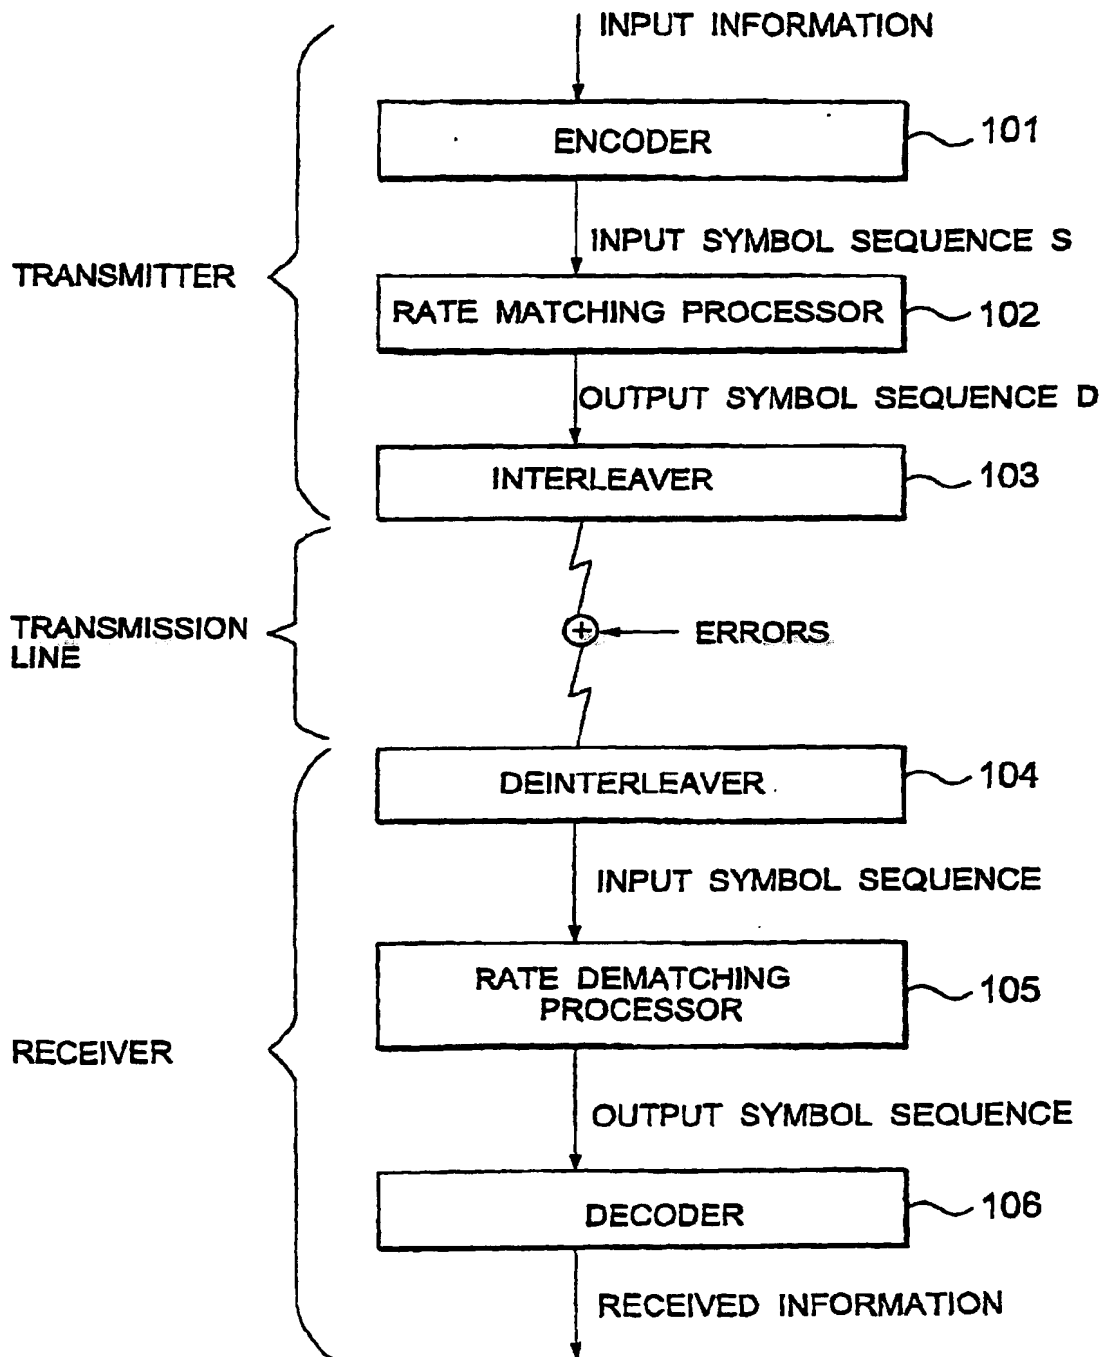 INPUT INFORMATION
ENCODER
101
INPUT SYMBOL SEQUENCE S
TRANSMITTER
RATE MATCHING PROCESSOR
102
OUTPUT SYMBOL SEQUENCE D
INTERLEAVER
103
TRANSMISSION
LINE
+
ERRORS
DEINTERLEAVER
104
INPUT SYMBOL SEQUENCE
RATE DEMATCHING
PROCESSOR
105
RECEIVER
OUTPUT SYMBOL SEQUENCE
DECODER
106
RECEIVED INFORMATION